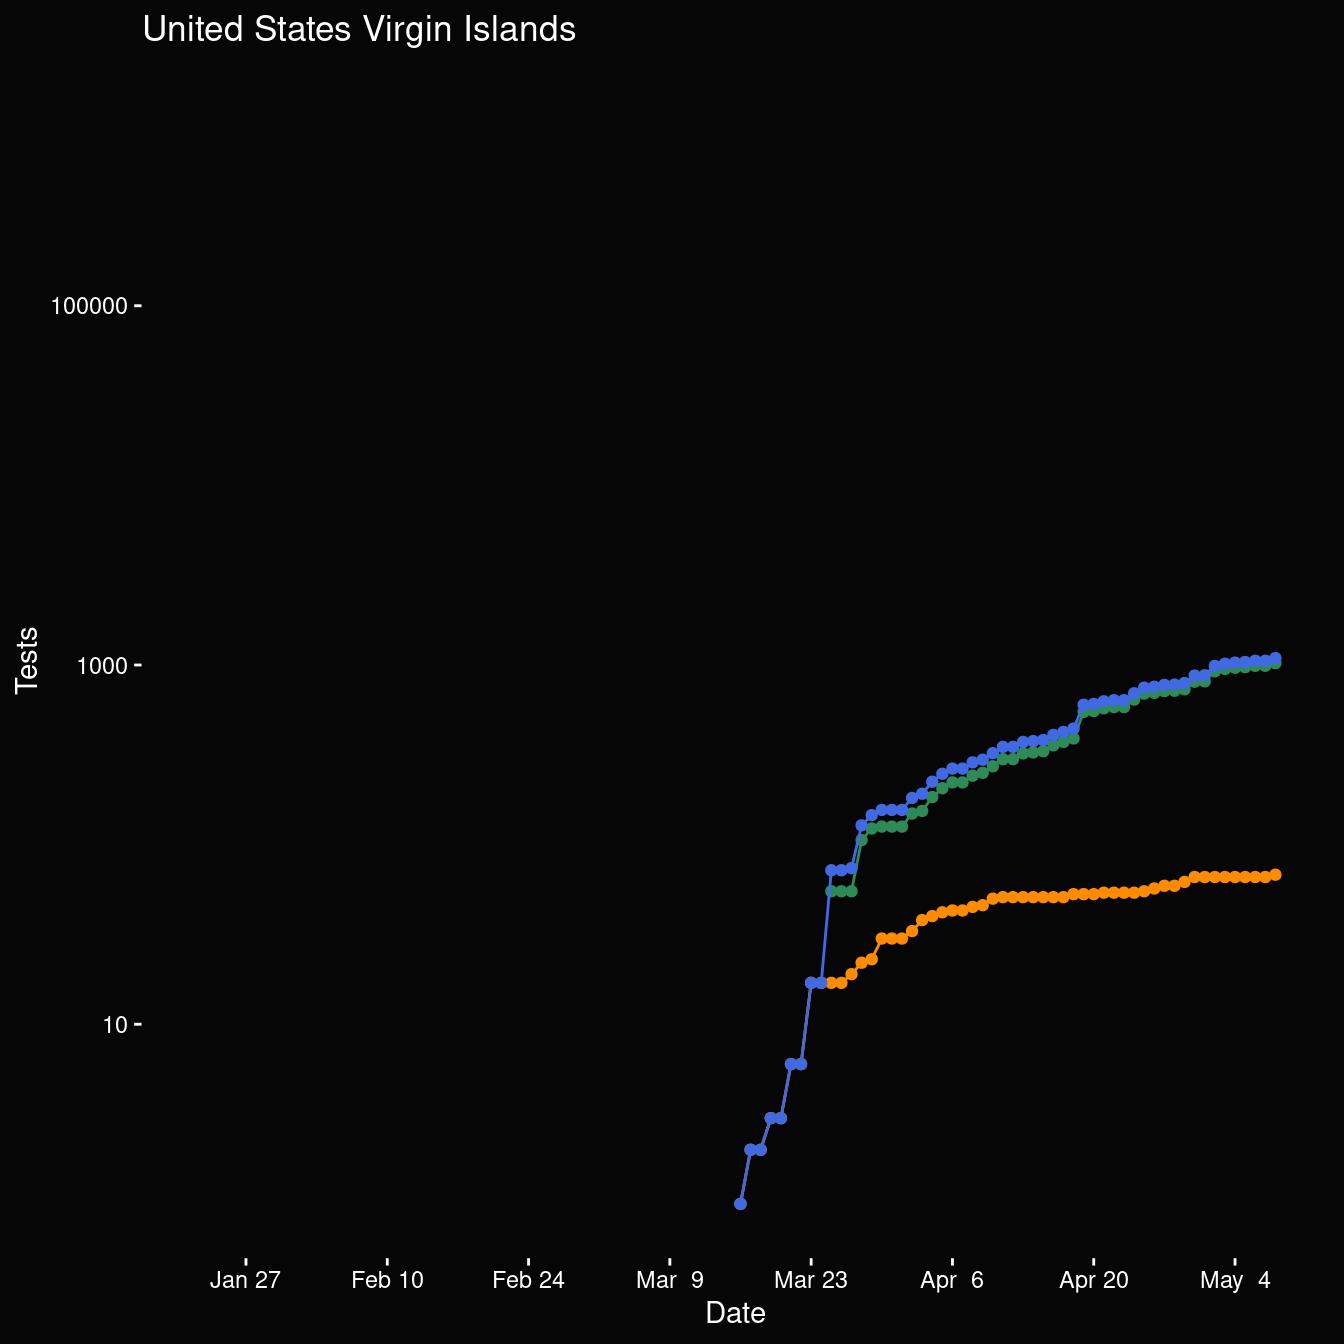 United States Virgin Islands
Tests
100000
1000
10
Jan 27
Feb 10
Feb 24
Mar  9
Mar 23
Apr  6
Apr 20
May  4
Date